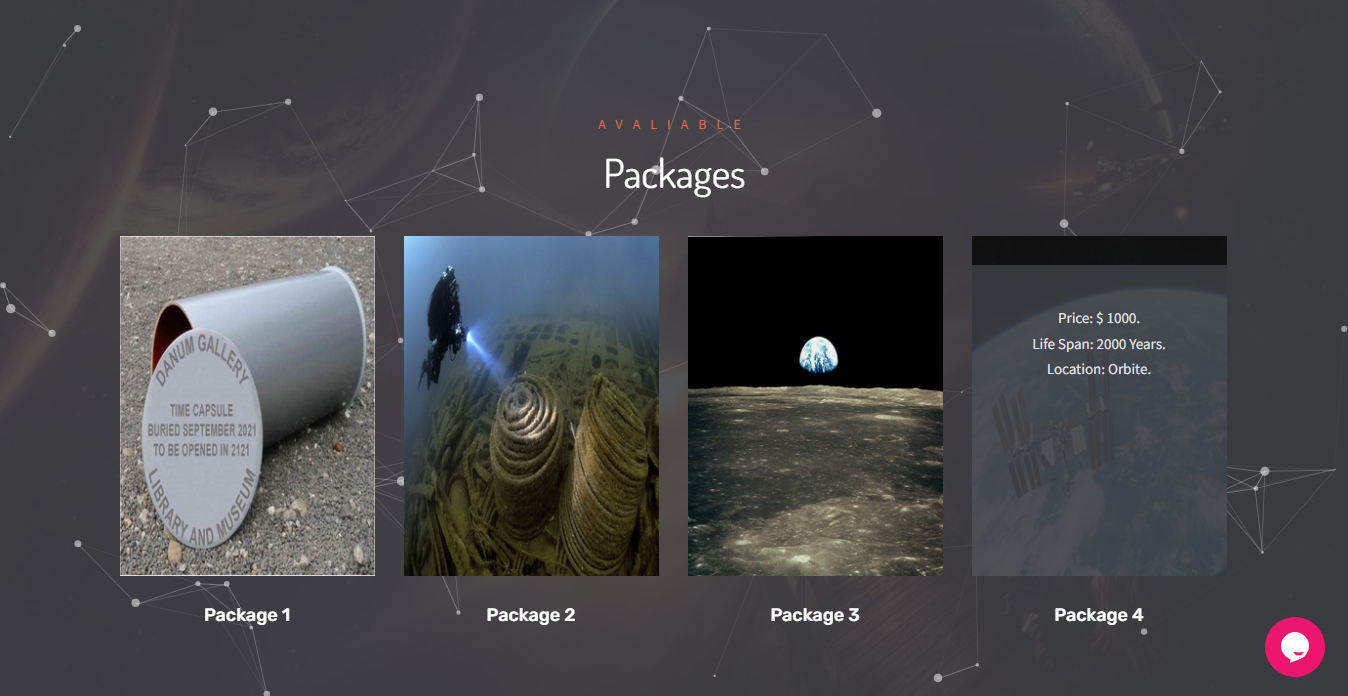 AVALIABLE
Packages
DANUM GALLERY
TIME CAPSULE
BURIED SEPTEMBER 2021
TO BE OPENED IN 2121
LIBRARY AND MUSEUM
Price: $ 1000.
Life Span: 2000 Years.
Location: Orbite.
Package 1
Package 2
Package 3
Package 4